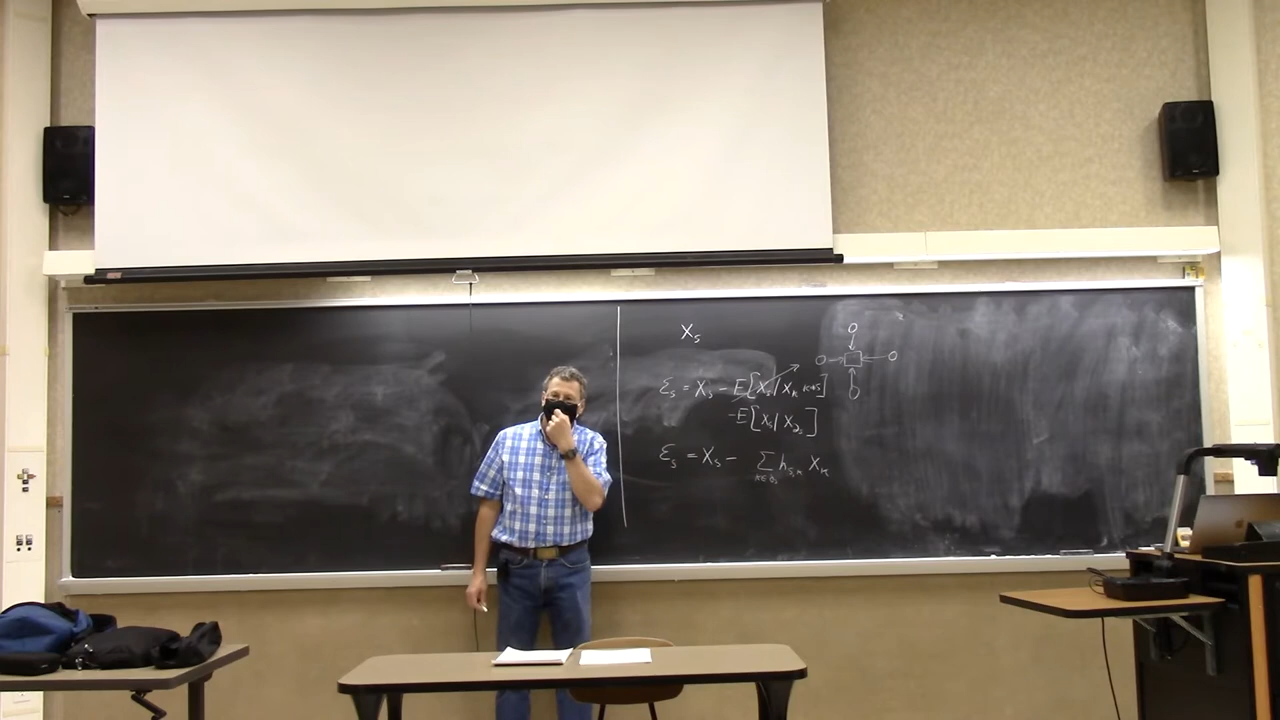 X_s
ε_s = X_s - E[X_s / X_k k≠s]
-E[X_s / X_∂s]
ε_s = X_s - Σ_{k∈∂s} h_{s,k} X_k